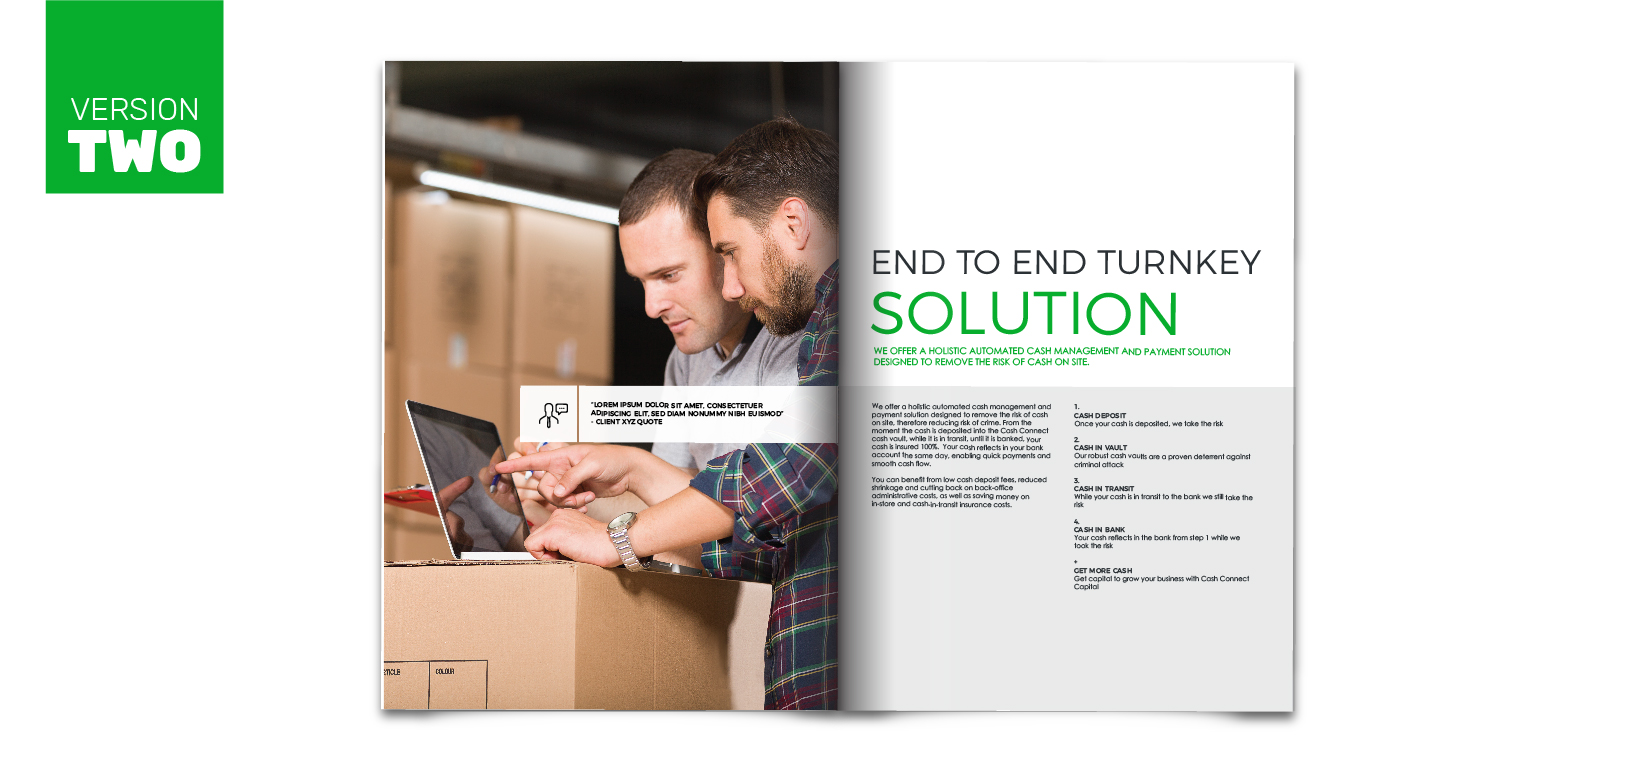 VERSION
TWO
"LOREM IPSUM DOLOR SIT AMET, CONSECTETUER
ADIPISCING ELIT, SED DIAM NONUMMY NIBH EUISMOD"
- CLIENT XYZ QUOTE
COLOUR
END TO END TURNKEY
SOLUTION
WE OFFER A HOLISTIC AUTOMATED CASH MANAGEMENT AND PAYMENT SOLUTION
DESIGNED TO REMOVE THE RISK OF CASH ON SITE.
We offer a holistic automated cash management and
payment solution designed to remove the risk of cash
on site, therefore reducing risk of crime. From the
moment the cash is deposited into the Cash Connect
cash vault, while it is in transit, until it is banked, Your
cash is insured 100%. Your cash reflects in your bank
account the same day, enabling quick payments and
smooth cash flow.
You can benefit from low cash deposit fees, reduced
shrinkage and cutting back on back-office
administrative costs, as well as saving money on
in-store and cash-in-transit insurance costs.
1.
CASH DEPOSIT
Once your cash is deposited, we take the risk
2.
CASH IN VAULT
Our robust cash vaults are a proven deterrent against
criminal attack
3.
CASH IN TRANSIT
While your cash is in transit to the bank we still take the
risk
4.
CASH IN BANK
Your cash reflects in the bank from step 1 while we
took the risk
+
GET MORE CASH
Get capital to grow your business with Cash Connect
Capital